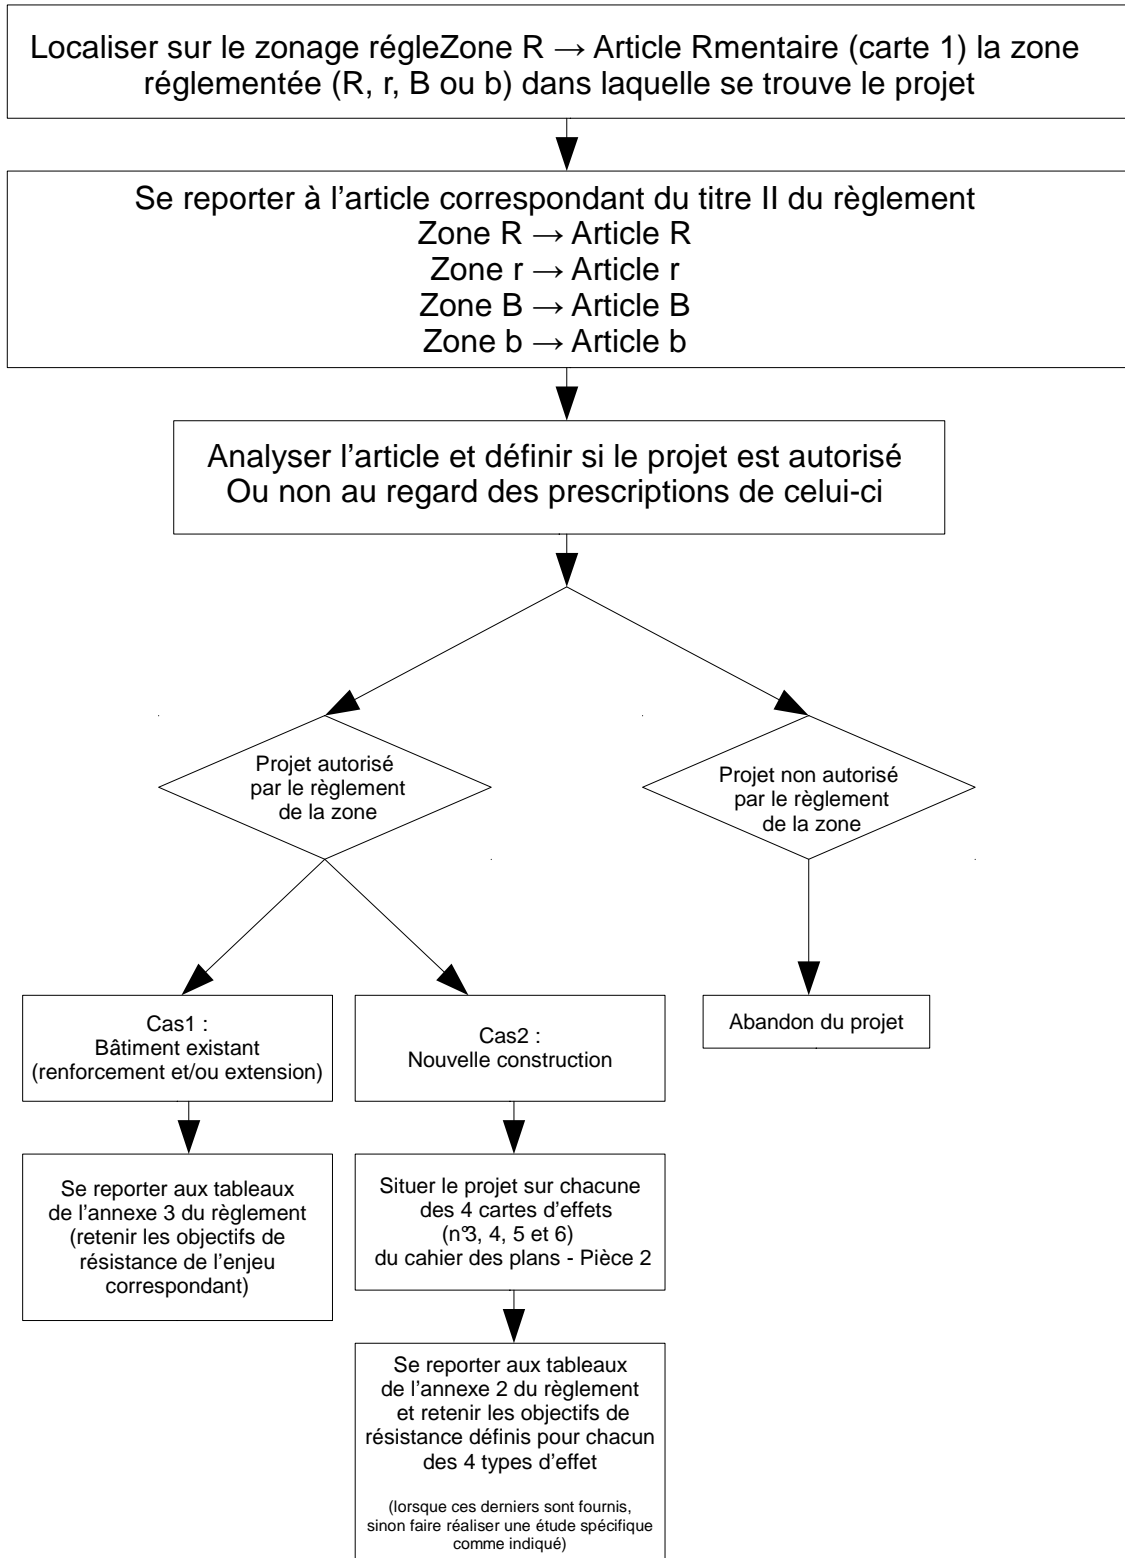 Localiser sur le zonage régleZone R → Article Rmentaire (carte 1) la zone
réglementée (R, r, B ou b) dans laquelle se trouve le projet
Se reporter à l'article correspondant du titre II du règlement
Zone R → Article R
Zone r → Article r
Zone B → Article B
Zone b → Article b
Analyser l'article et définir si le projet est autorisé
Ou non au regard des prescriptions de celui-ci
Projet autorisé
par le règlement
de la zone
Projet non autorisé
par le règlement
de la zone
Cas1 :
Bâtiment existant
(renforcement et/ou extension)
Cas2 :
Nouvelle construction
Abandon du projet
Se reporter aux tableaux
de l'annexe 3 du règlement
(retenir les objectifs de
résistance de l'enjeu
correspondant)
Situer le projet sur chacune
des 4 cartes d'effets
(n°3, 4, 5 et 6)
du cahier des plans - Pièce 2
Se reporter aux tableaux
de l'annexe 2 du règlement
et retenir les objectifs de
résistance définis pour chacun
des 4 types d'effet
(lorsque ces derniers sont fournis,
sinon faire réaliser une étude spécifique
comme indiqué)